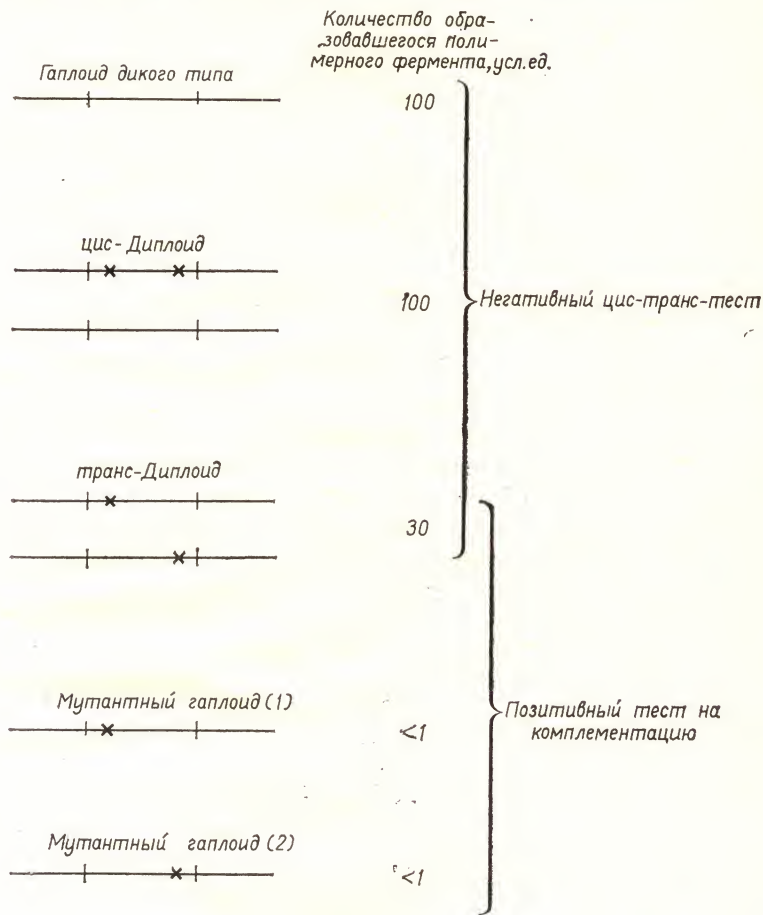 Количество обра-
зовавшегося поли-
мерного фермента, усл.ед.
Гаплоид дикого типа
100
цис-Диплоид
100
Негативный цис-транс-тест
транс-Диплоид
30
Мутантный гаплоид (1)
<1
Позитивный тест на
комплементацию
Мутантный гаплоид (2)
<1